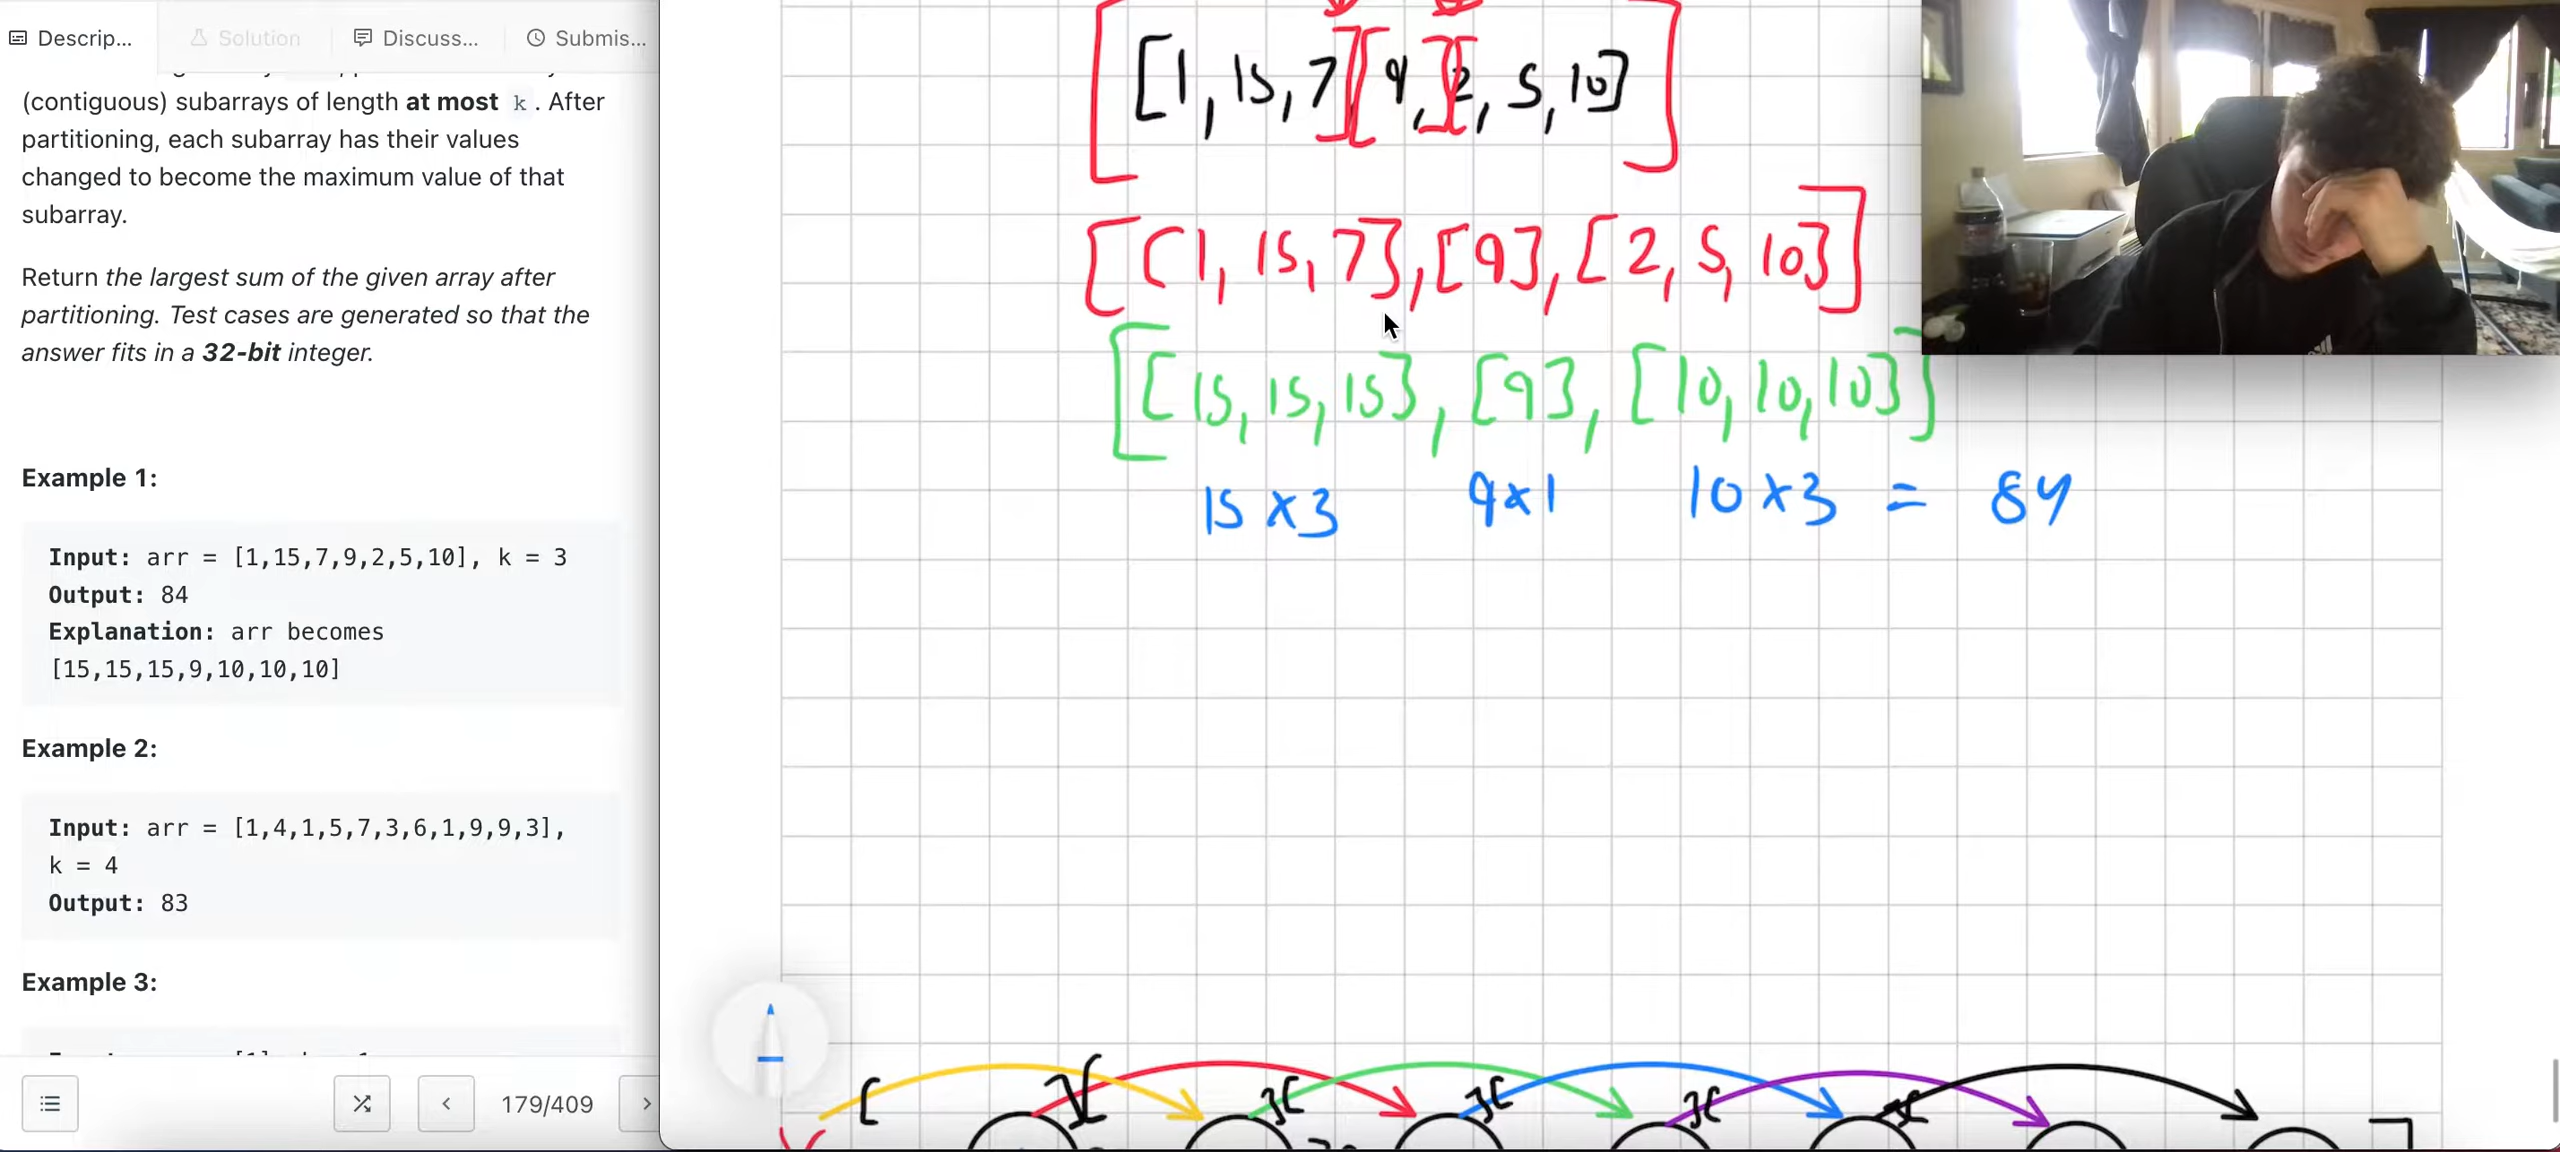 Descrip...
Solution
Discuss...
Submis...
(contiguous) subarrays of length at most k . After
partitioning, each subarray has their values
changed to become the maximum value of that
subarray.
Return the largest sum of the given array after
partitioning. Test cases are generated so that the
answer fits in a 32-bit integer.
Example 1:
Input: arr = [1,15,7,9,2,5,10], k = 3
Output: 84
Explanation: arr becomes
[15,15,15,9,10,10,10]
Example 2:
Input: arr = [1,4,1,5,7,3,6,1,9,9,3],
k = 4
Output: 83
Example 3:
179/409
[[1, 15, 7][9,][2, 5, 10]]
[[1, 15, 7], [9], [2, 5, 10]]
[[15, 15, 15], [9], [10, 10, 10]]
15 x 3 9 x 1 10 x 3 = 84
[ ][ ][ ][ ][ ]